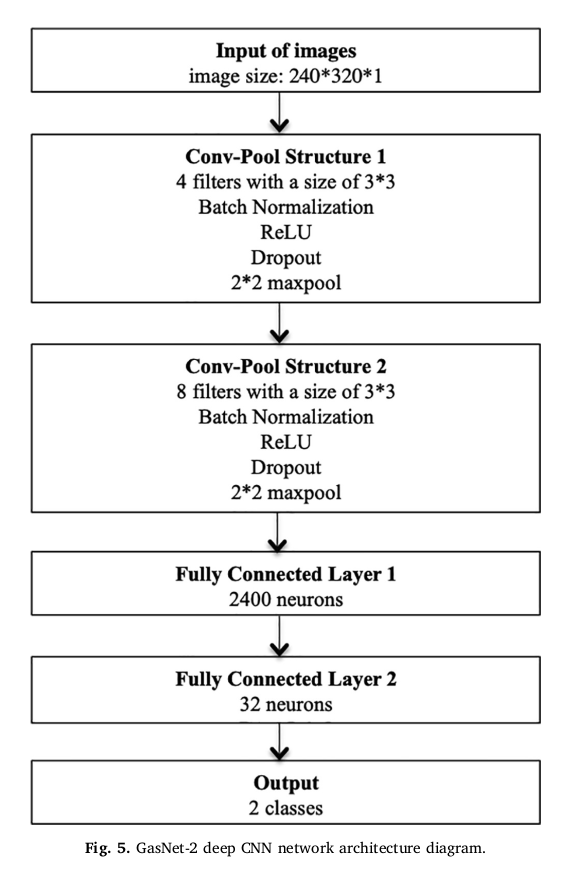 Input of images
image size: 240*320*1
Conv-Pool Structure 1
4 filters with a size of 3*3
Batch Normalization
ReLU
Dropout
2*2 maxpool
Conv-Pool Structure 2
8 filters with a size of 3*3
Batch Normalization
ReLU
Dropout
2*2 maxpool
Fully Connected Layer 1
2400 neurons
Fully Connected Layer 2
32 neurons
Output
2 classes
Fig. 5. GasNet-2 deep CNN network architecture diagram.